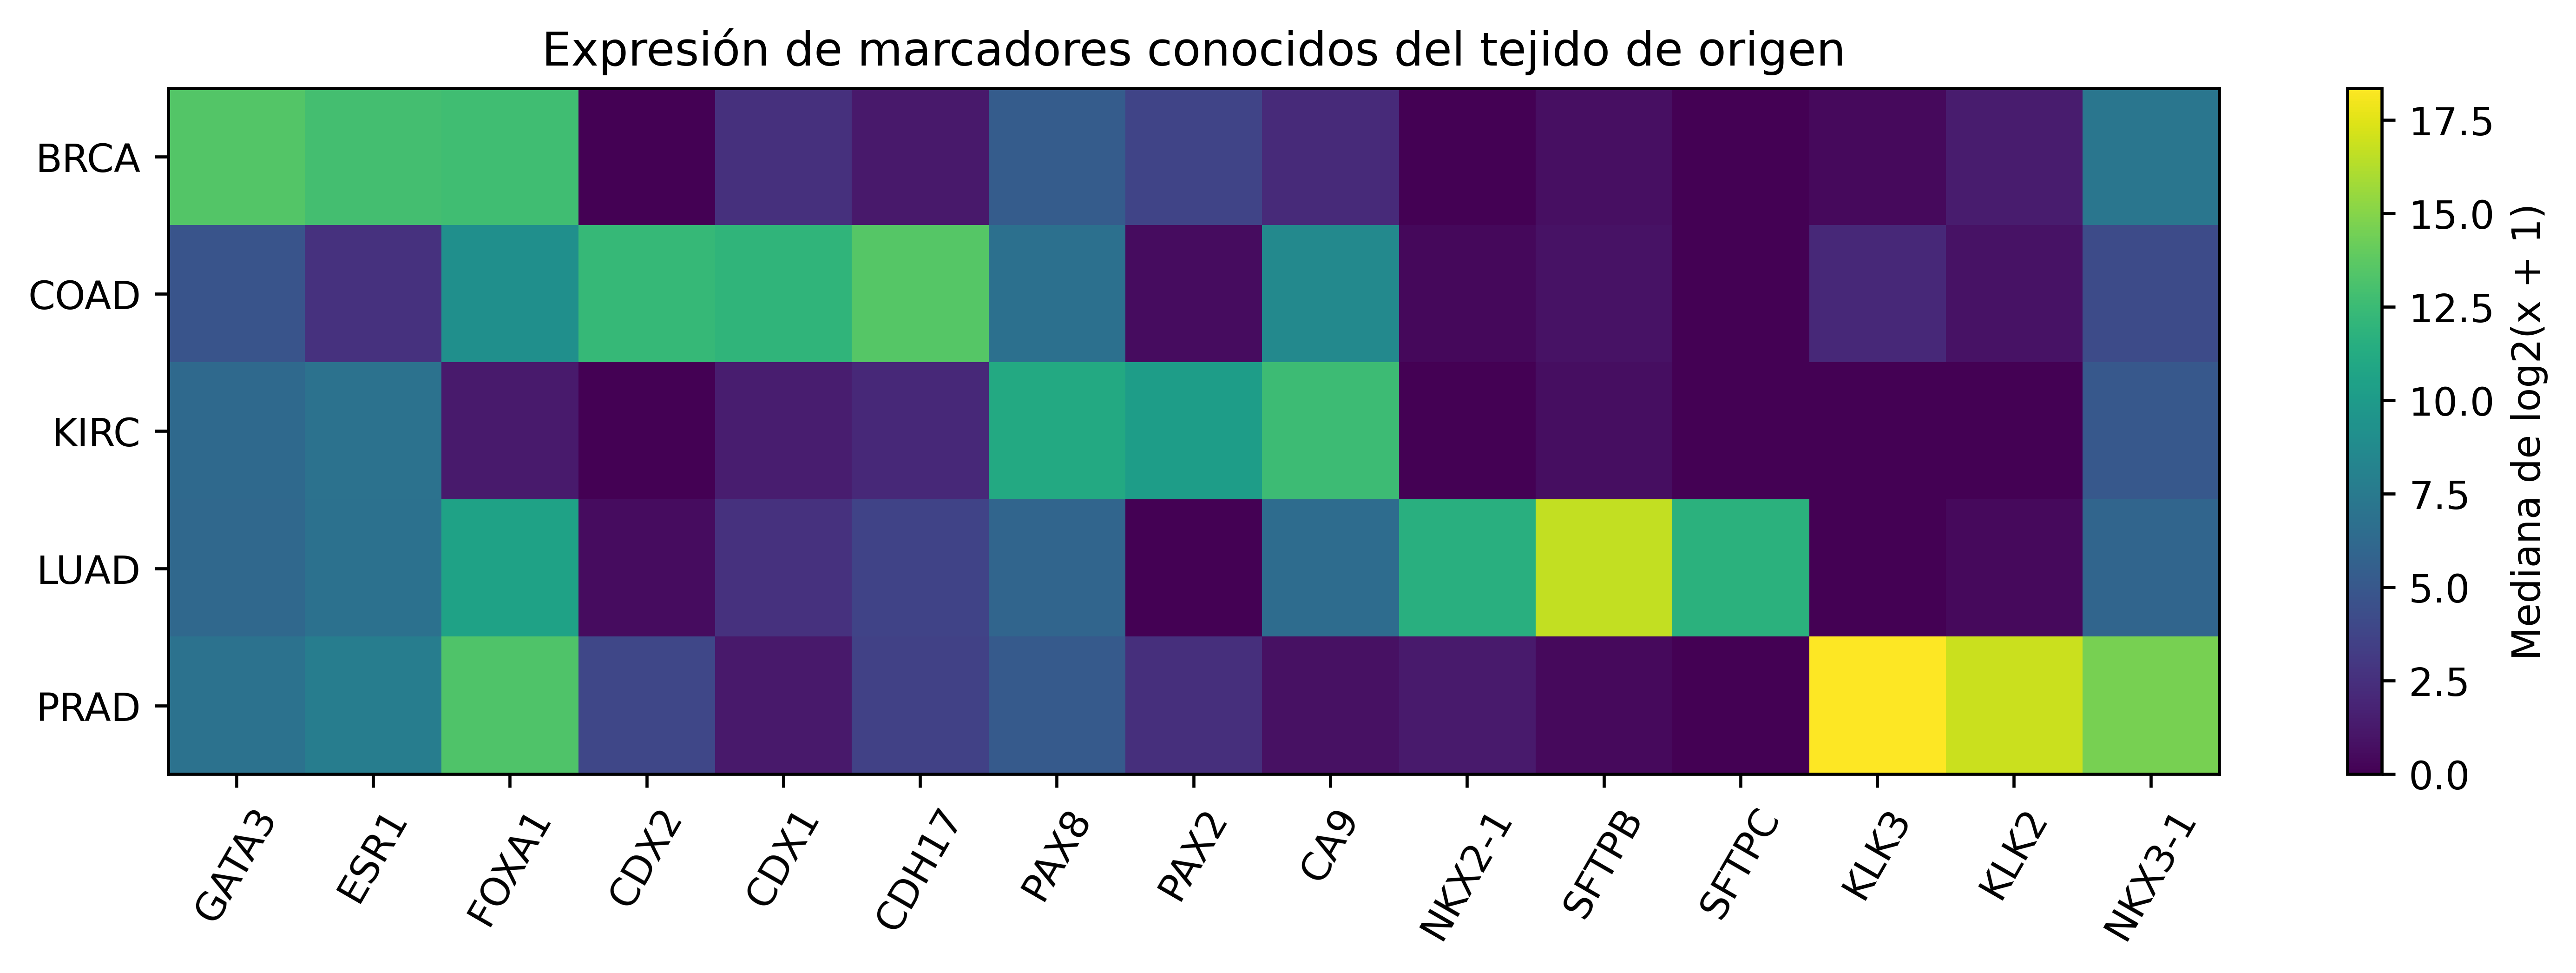 Expresión de marcadores conocidos del tejido de origen
BRCA
COAD
KIRC
LUAD
PRAD
GATA3
ESR1
FOXA1
CDX2
CDX1
CDH17
PAX8
PAX2
CA9
NKX2-1
SFTPB
SFTPC
KLK3
KLK2
NKX3-1
17.5
15.0
12.5
10.0
7.5
5.0
2.5
0.0
Mediana de log2(x + 1)